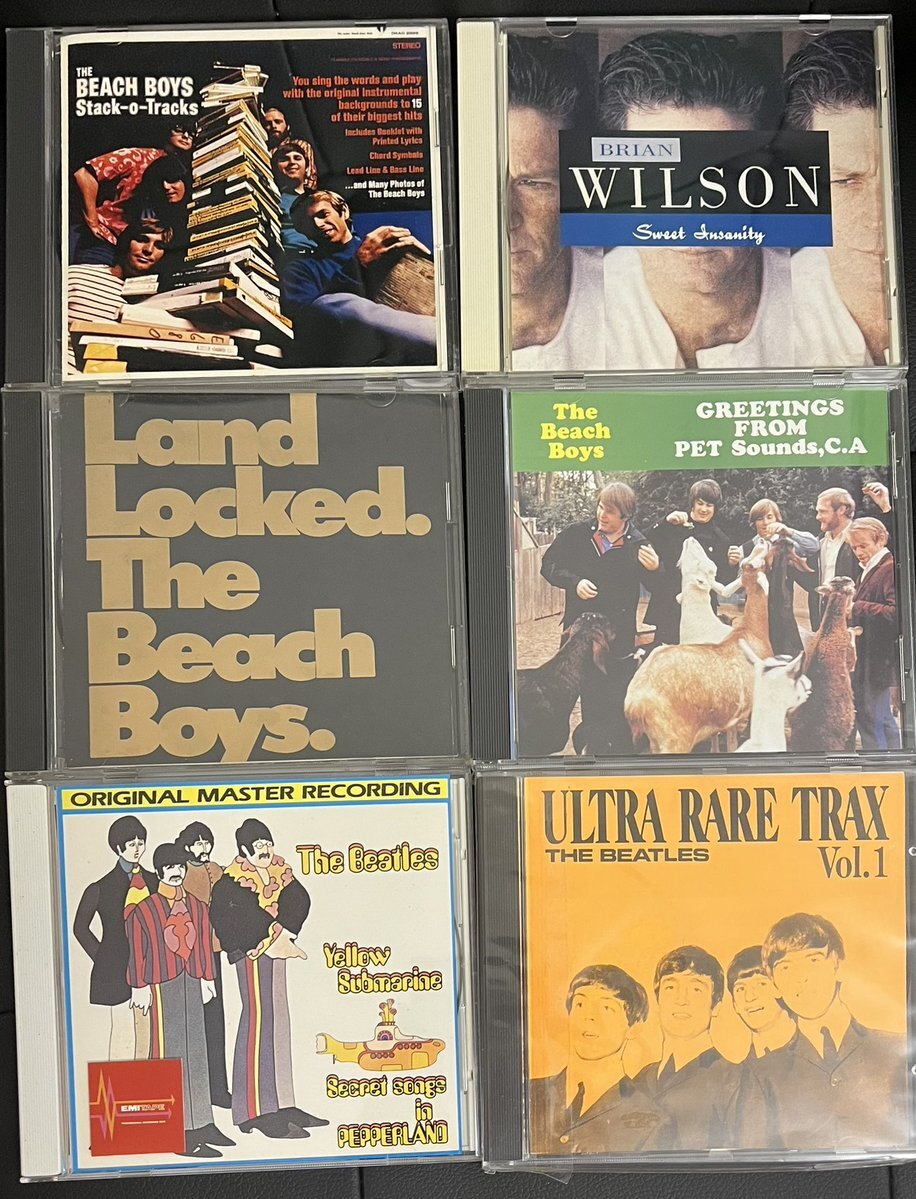 STEREO
THE
BEACH BOYS
Stack-o-Tracks
You sing the words and play
with the original instrumental
backgrounds to 15
of their biggest hits
Includes Booklet with
Printed Lyrics
Chord Symbols
Lead Line & Bass Line
...and Many Photos of
The Beach Boys
BRIAN
WILSON
Sweet Insanity
Land
Locked.
The
Beach
Boys.
The
Beach
Boys
GREETINGS
FROM
PET Sounds,C.A
ORIGINAL MASTER RECORDING
The Beatles
Yellow
Submarine
Secret songs
in
PEPPERLAND
EMITAPE
ULTRA RARE TRAX
THE BEATLES
Vol.1